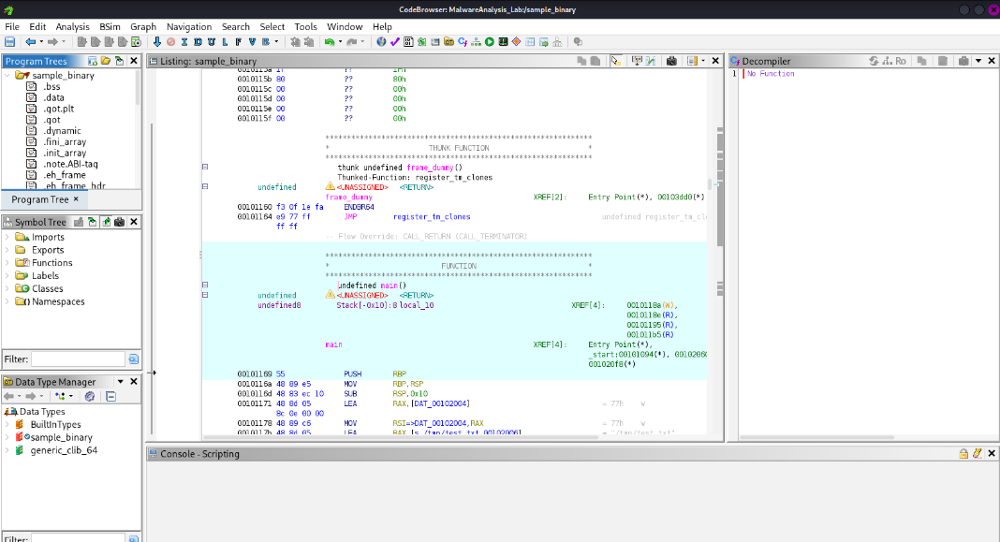 CodeBrowser: MalwareAnalysis_Lab:/sample_binary
File Edit Analysis BSim Graph Navigation Search Select Tools Window Help
Program Trees
sample_binary
.bss
.data
.got.plt
.got
.dynamic
.fini_array
.init_array
.note.ABI-tag
.eh_frame
.eh_frame_hdr
Program Tree ×
Symbol Tree
Imports
Exports
Functions
Labels
Classes
Namespaces
Filter:
Data Type Manager
Data Types
BuiltInTypes
sample_binary
generic_clib_64
Filter:
Listing: sample_binary
0010115a 1f ?? 1Fh
0010115b 80 ?? 80h
0010115c 00 ?? 00h
0010115d 00 ?? 00h
0010115e 00 ?? 00h
0010115f 00 ?? 00h
* THUNK FUNCTION *
thunk undefined frame_dummy()
Thunked-Function: register_tm_clones
undefined <UNASSIGNED> <RETURN>
frame_dummy XREF[2]: Entry Point(*), 00103dd0(*)
00101160 f3 0f 1e fa ENDBR64
00101164 e9 77 ff JMP register_tm_clones undefined register_tm_clo
ff ff
-- Flow Override: CALL_RETURN (CALL_TERMINATOR)
* FUNCTION *
undefined main()
undefined <UNASSIGNED> <RETURN>
undefined8 Stack[-0x10]:8 local_10 XREF[4]: 0010118a(W),
0010118e(R),
00101195(R),
001011b5(R)
main XREF[4]: Entry Point(*),
_start:00101094(*), 00102060
001020f8(*)
00101169 55 PUSH RBP
0010116a 48 89 e5 MOV RBP,RSP
0010116d 48 83 ec 10 SUB RSP,0x10
00101171 48 8d 05 LEA RAX,[DAT_00102004] = 77h w
8c 0e 00 00
00101178 48 89 c6 MOV RSI=>DAT_00102004,RAX = 77h w
0010117b 48 8d 05 LEA RAX,[s_/tmp/test.txt_00102006] = "/tmp/test.txt"
Decompiler
1 No Function
Console - Scripting